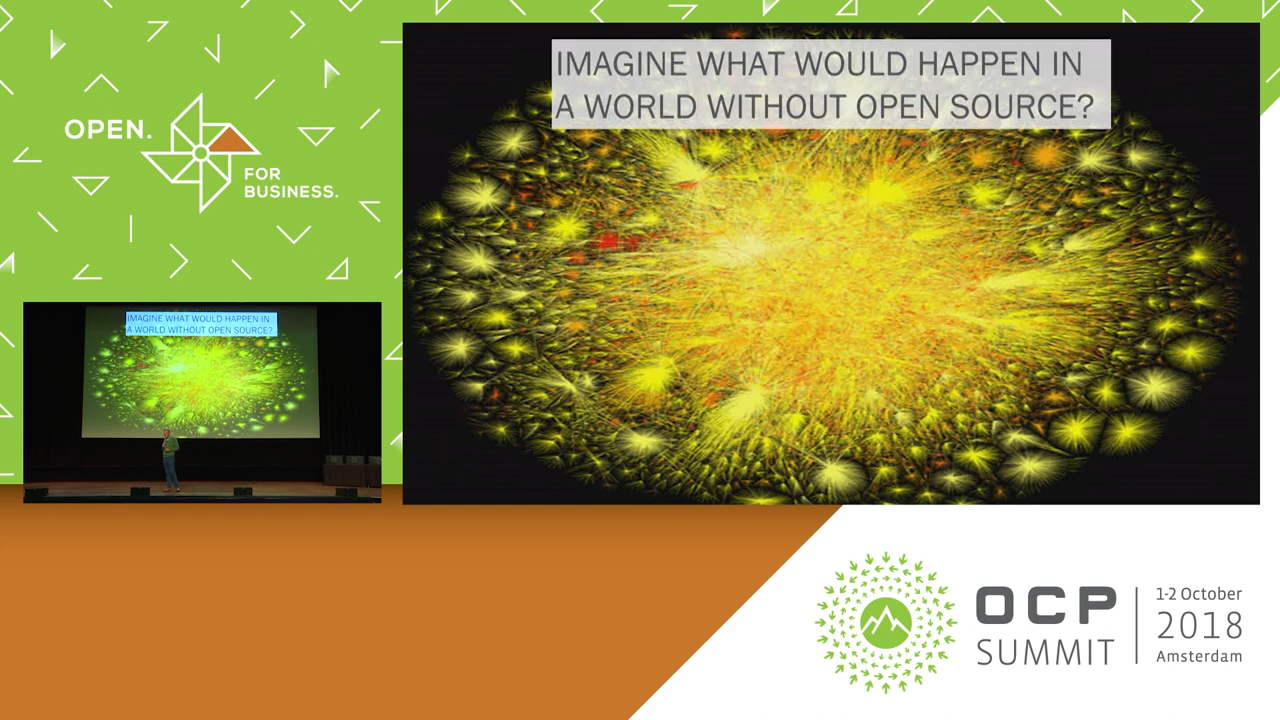 OPEN.
FOR
BUSINESS.
IMAGINE WHAT WOULD HAPPEN IN
A WORLD WITHOUT OPEN SOURCE?
IMAGINE WHAT WOULD HAPPEN IN
A WORLD WITHOUT OPEN SOURCE?
OCP
SUMMIT
1-2 October
2018
Amsterdam